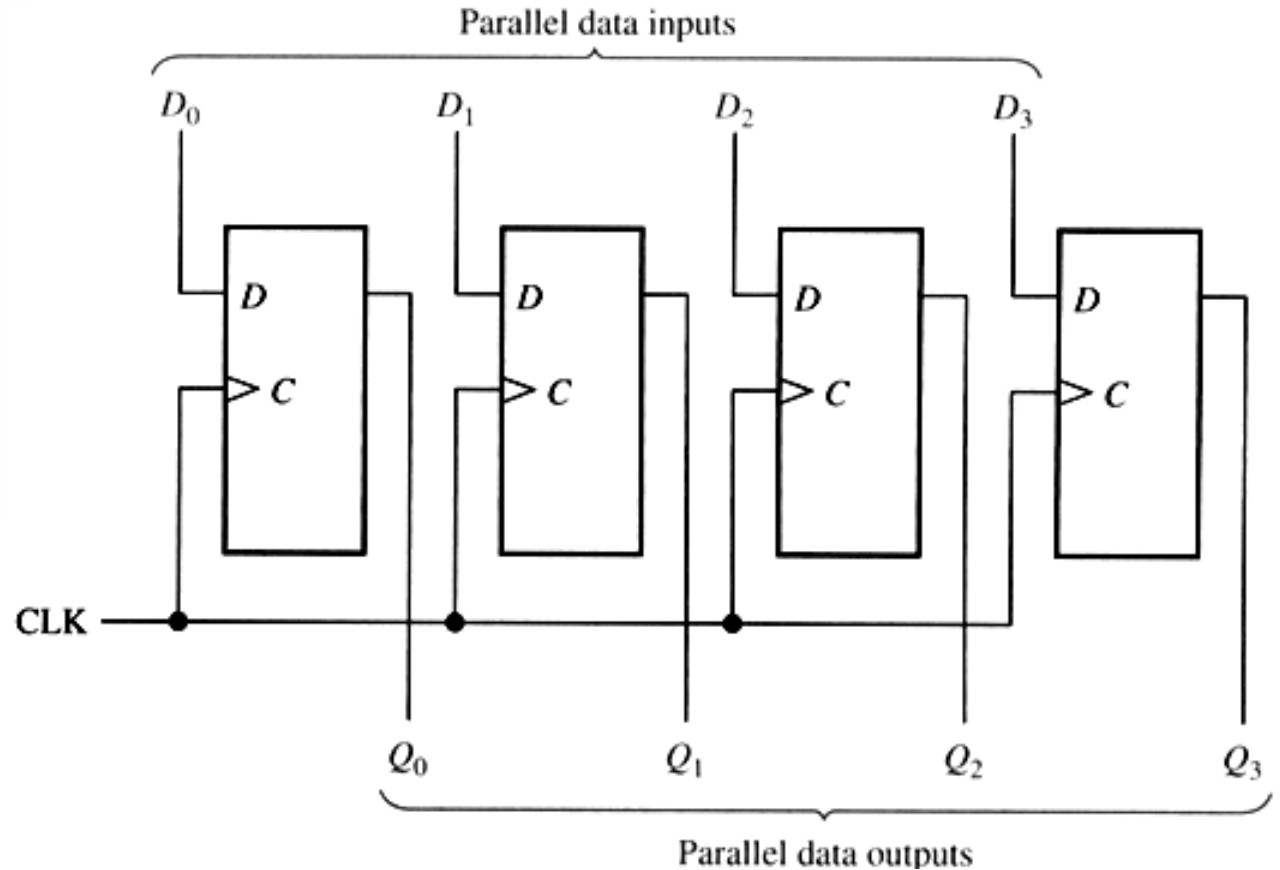 Parallel data inputs
D₀ D₁ D₂ D₃
D D D D
C C C C
CLK
Q₀ Q₁ Q₂ Q₃
Parallel data outputs